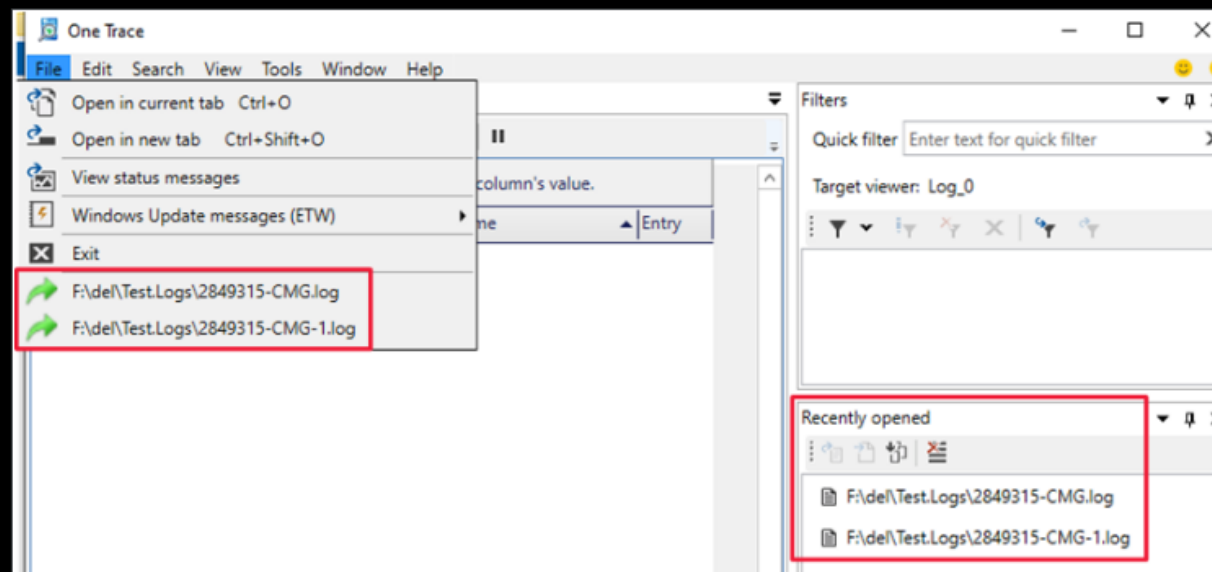 One Trace
File Edit Search View Tools Window Help
Open in current tab Ctrl+O
Open in new tab Ctrl+Shift+O
View status messages
Windows Update messages (ETW)
Exit
F:\del\Test.Logs\2849315-CMG.log
F:\del\Test.Logs\2849315-CMG-1.log
column's value.
me
Entry
Filters
Quick filter Enter text for quick filter
Target viewer: Log_0
Recently opened
F:\del\Test.Logs\2849315-CMG.log
F:\del\Test.Logs\2849315-CMG-1.log